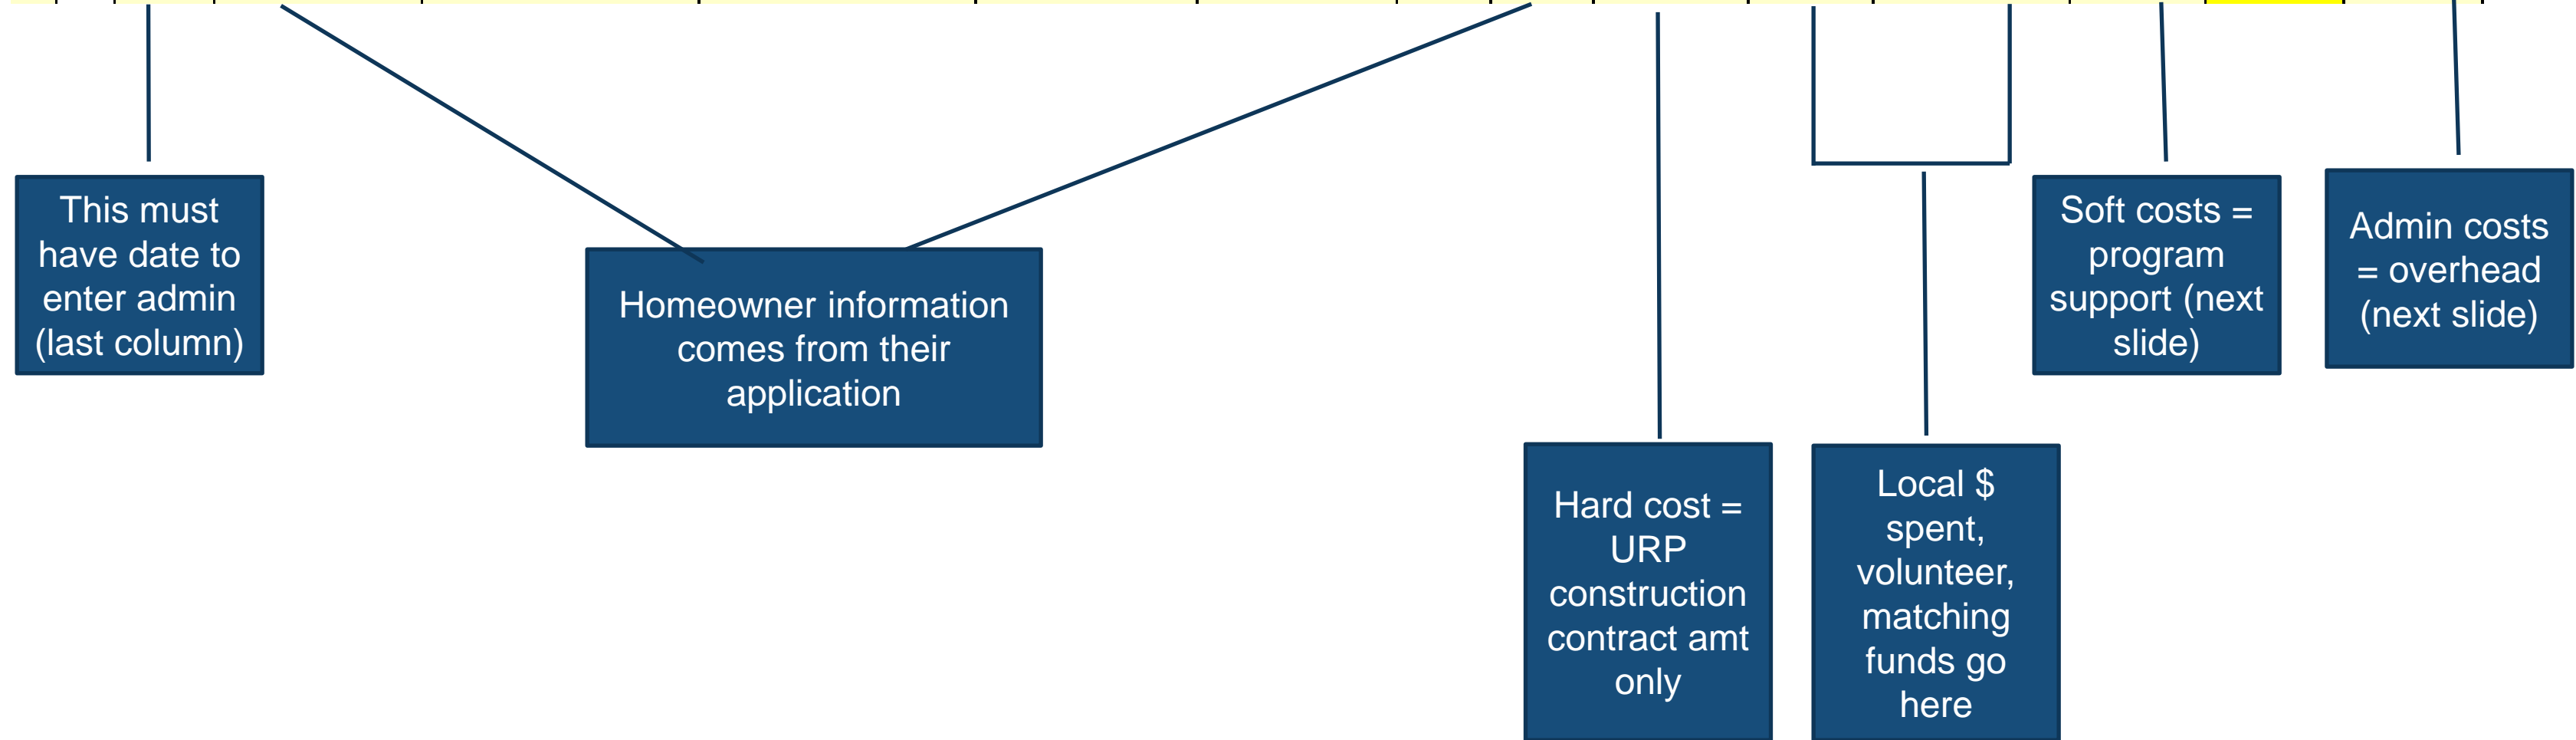 This must
have date to
enter admin
(last column)
Homeowner information
comes from their
application
Hard cost =
URP
construction
contract amt
only
Local $
spent,
volunteer,
matching
funds go
here
Soft costs =
program
support (next
slide)
Admin costs
= overhead
(next slide)